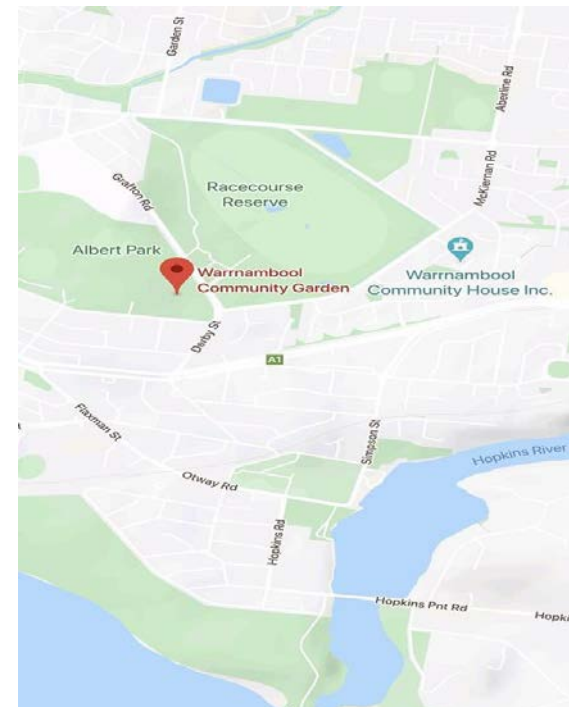 Garden St
Aberline Rd
McKiernan Rd
Grafton Rd
Racecourse
Reserve
Albert Park
Warrnambool
Community Garden
Warrnambool
Community House Inc.
Derby St
A1
Flaxman St
Simpson St
Hopkins River
Otway Rd
Hopkins Rd
Hopkins Pnt Rd